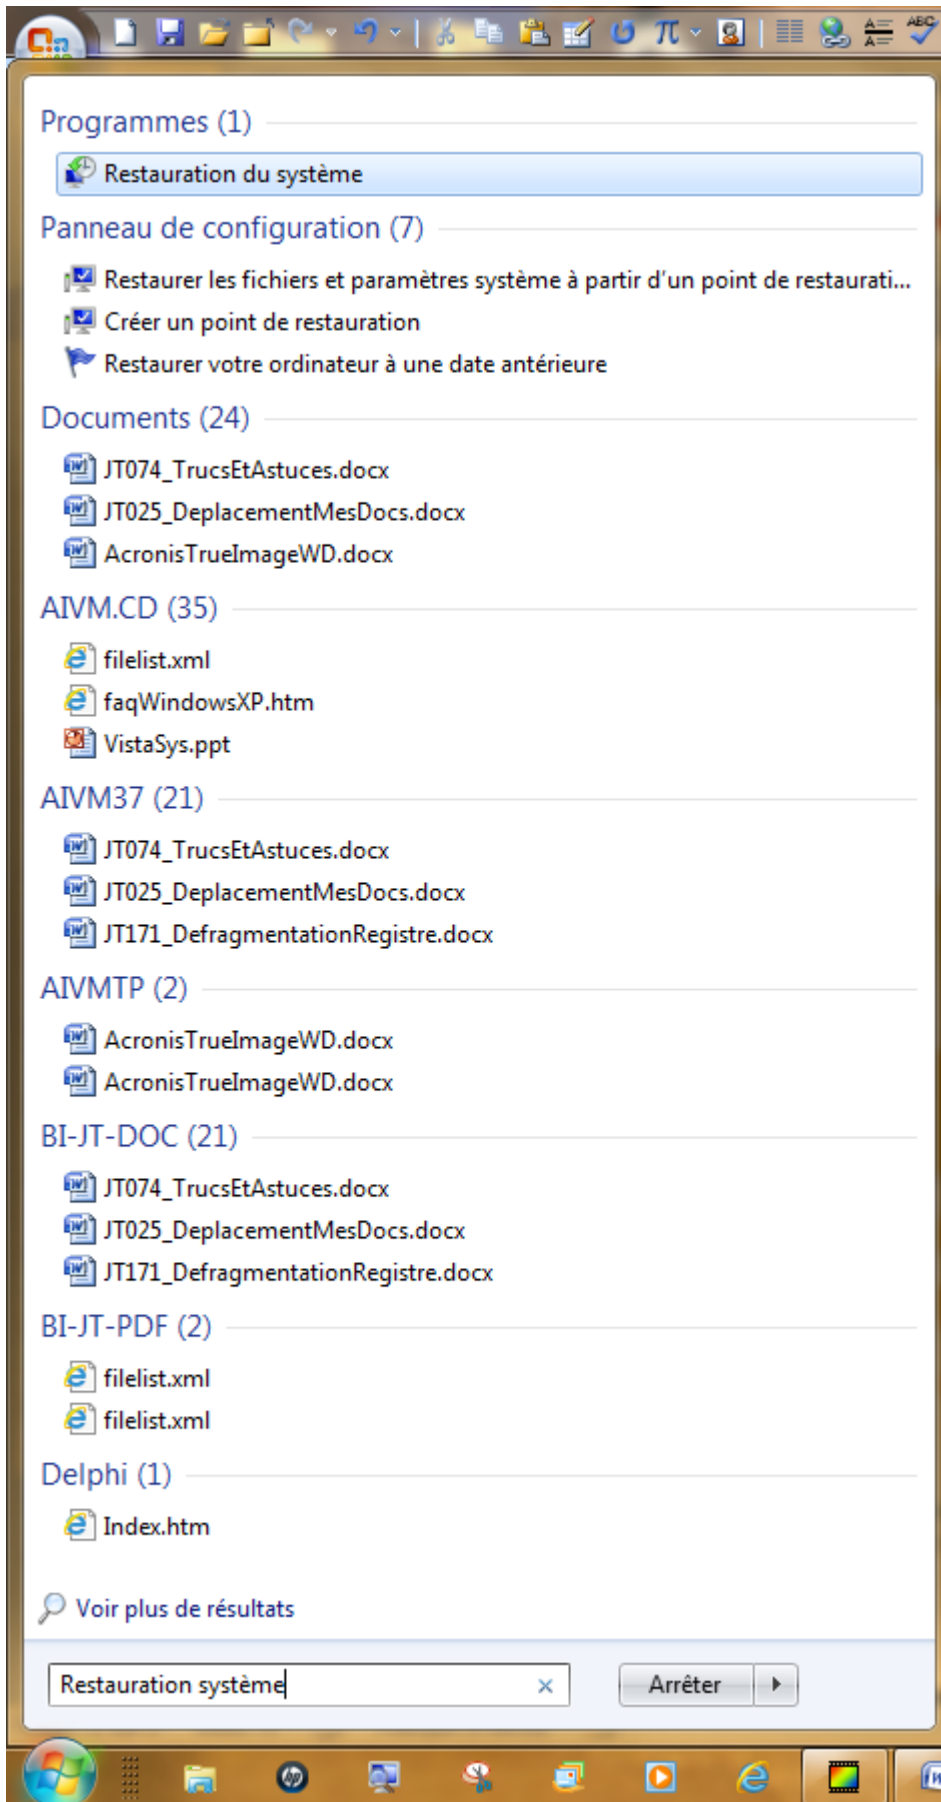 ABC
Programmes (1)
Restauration du système
Panneau de configuration (7)
Restaurer les fichiers et paramètres système à partir d'un point de restaurati...
Créer un point de restauration
Restaurer votre ordinateur à une date antérieure
Documents (24)
JT074_TrucsEtAstuces.docx
JT025_DeplacementMesDocs.docx
AcronisTrueImageWD.docx
AIVM.CD (35)
filelist.xml
faqWindowsXP.htm
VistaSys.ppt
AIVM37 (21)
JT074_TrucsEtAstuces.docx
JT025_DeplacementMesDocs.docx
JT171_DefragmentationRegistre.docx
AIVMTP (2)
AcronisTrueImageWD.docx
AcronisTrueImageWD.docx
BI-JT-DOC (21)
JT074_TrucsEtAstuces.docx
JT025_DeplacementMesDocs.docx
JT171_DefragmentationRegistre.docx
BI-JT-PDF (2)
filelist.xml
filelist.xml
Delphi (1)
Index.htm
Voir plus de résultats
Restauration système
Arrêter
hp